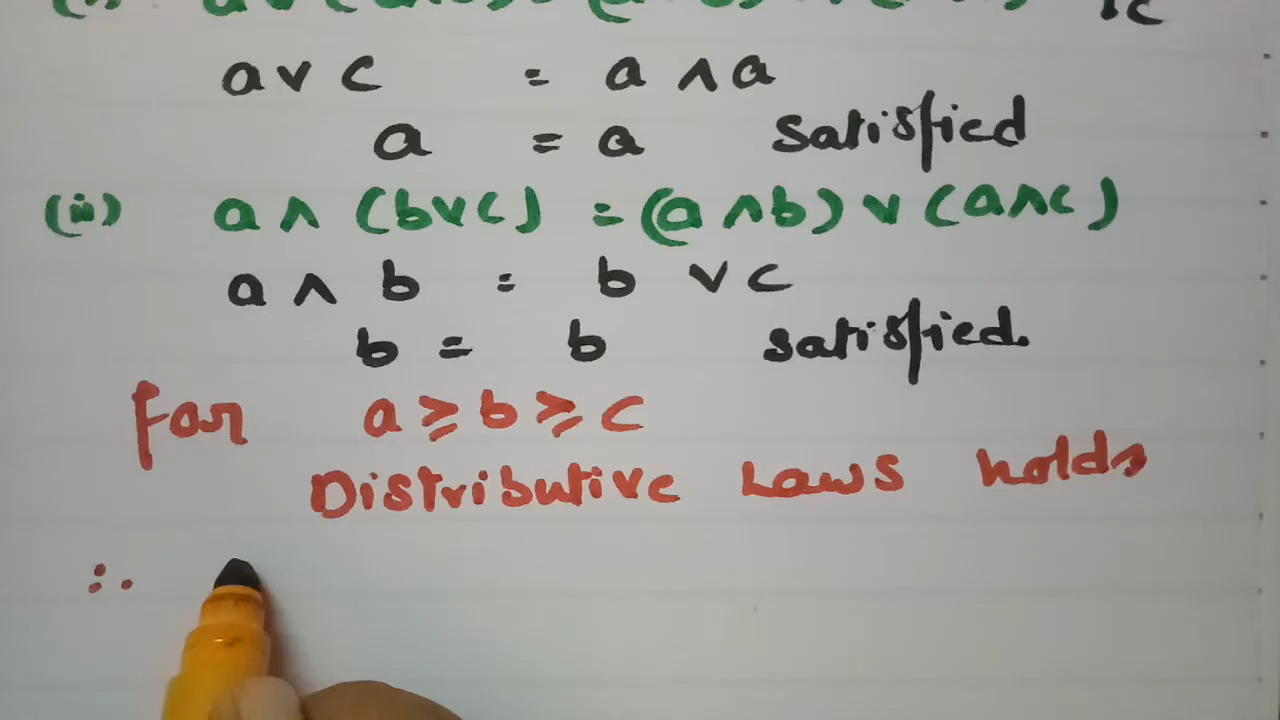 a ∨ c = a ∧ a
a = a satisfied
(ii) a ∧ (b ∨ c) = (a ∧ b) ∨ (a ∧ c)
a ∧ b = b ∨ c
b = b satisfied.
For a ≥ b ≥ c
Distributive Laws holds
∴